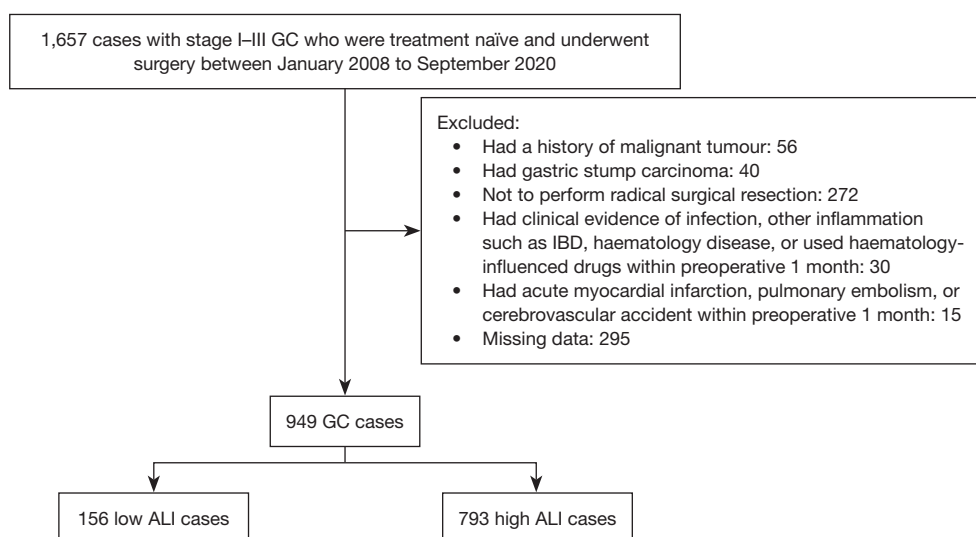 1,657 cases with stage I–III GC who were treatment naïve and underwent
surgery between January 2008 to September 2020
Excluded:
• Had a history of malignant tumour: 56
• Had gastric stump carcinoma: 40
• Not to perform radical surgical resection: 272
• Had clinical evidence of infection, other inflammation
such as IBD, haematology disease, or used haematology-
influenced drugs within preoperative 1 month: 30
• Had acute myocardial infarction, pulmonary embolism, or
cerebrovascular accident within preoperative 1 month: 15
• Missing data: 295
949 GC cases
156 low ALI cases
793 high ALI cases